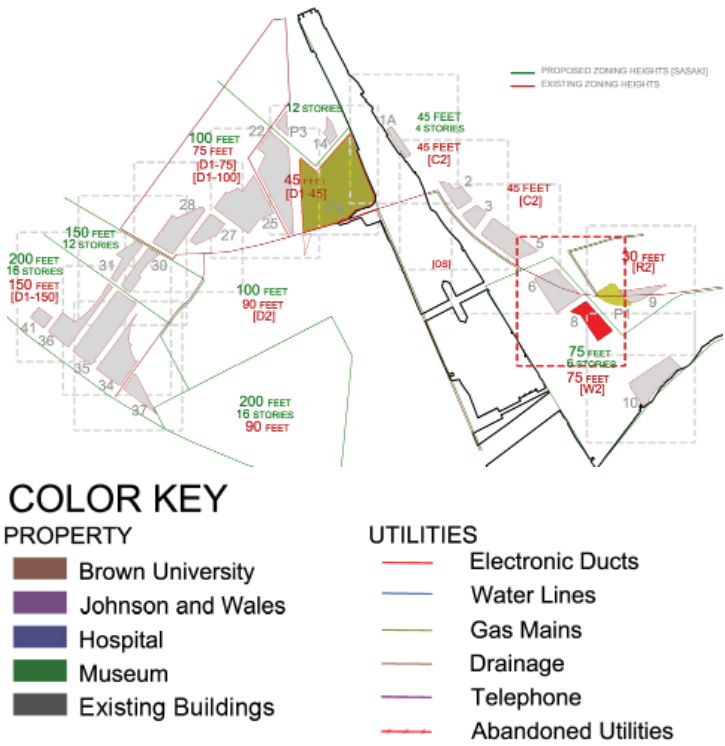 PROPOSED ZONING HEIGHTS [SASAKI]
EXISTING ZONING HEIGHTS
12 STORIES
22
P3
14
1A
45 FEET
4 STORIES
45 FEET
[C2]
100 FEET
75 FEET
[D1-75]
[D1-100]
45 FEET
[D1-45]
2
3
45 FEET
[C2]
5
28
27
25
150 FEET
12 STORIES
31
30
200 FEET
16 STORIES
150 FEET
[D1-150]
100 FEET
90 FEET
[D2]
[OS]
30 FEET
[R2]
6
9
8
P1
41
36
35
34
37
75 FEET
6 STORIES
75 FEET
[W2]
10
200 FEET
16 STORIES
90 FEET
COLOR KEY
PROPERTY
Brown University
Johnson and Wales
Hospital
Museum
Existing Buildings
UTILITIES
Electronic Ducts
Water Lines
Gas Mains
Drainage
Telephone
Abandoned Utilities